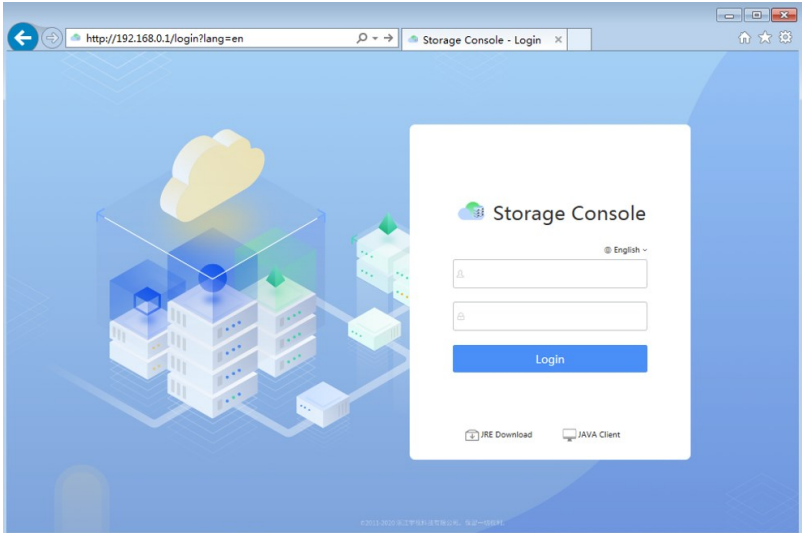 http://192.168.0.1/login?lang=en
Storage Console - Login
Storage Console
English
Login
JRE Download
JAVA Client